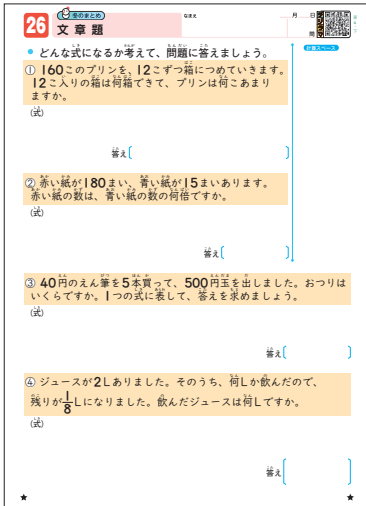 26
冬のまとめ
文章題
なまえ
月 日
問
計算スペース
● どんな式になるか考えて、問題に答えましょう。
① 160このプリンを、12こずつ箱につめていきます。
12こ入りの箱は何箱できて、プリンは何こあまり
ますか。
(式)
答え〔 〕
② 赤い紙が180まい、青い紙が15まいあります。
赤い紙の数は、青い紙の数の何倍ですか。
(式)
答え〔 〕
③ 40円のえん筆を5本買って、500円玉を出しました。おつりは
いくらですか。1つの式に表して、答えを求めましょう。
(式)
答え〔 〕
④ ジュースが2Lありました。そのうち、何Lか飲んだので、
残りが1/8Lになりました。飲んだジュースは何Lですか。
(式)
答え〔 〕
★ ★